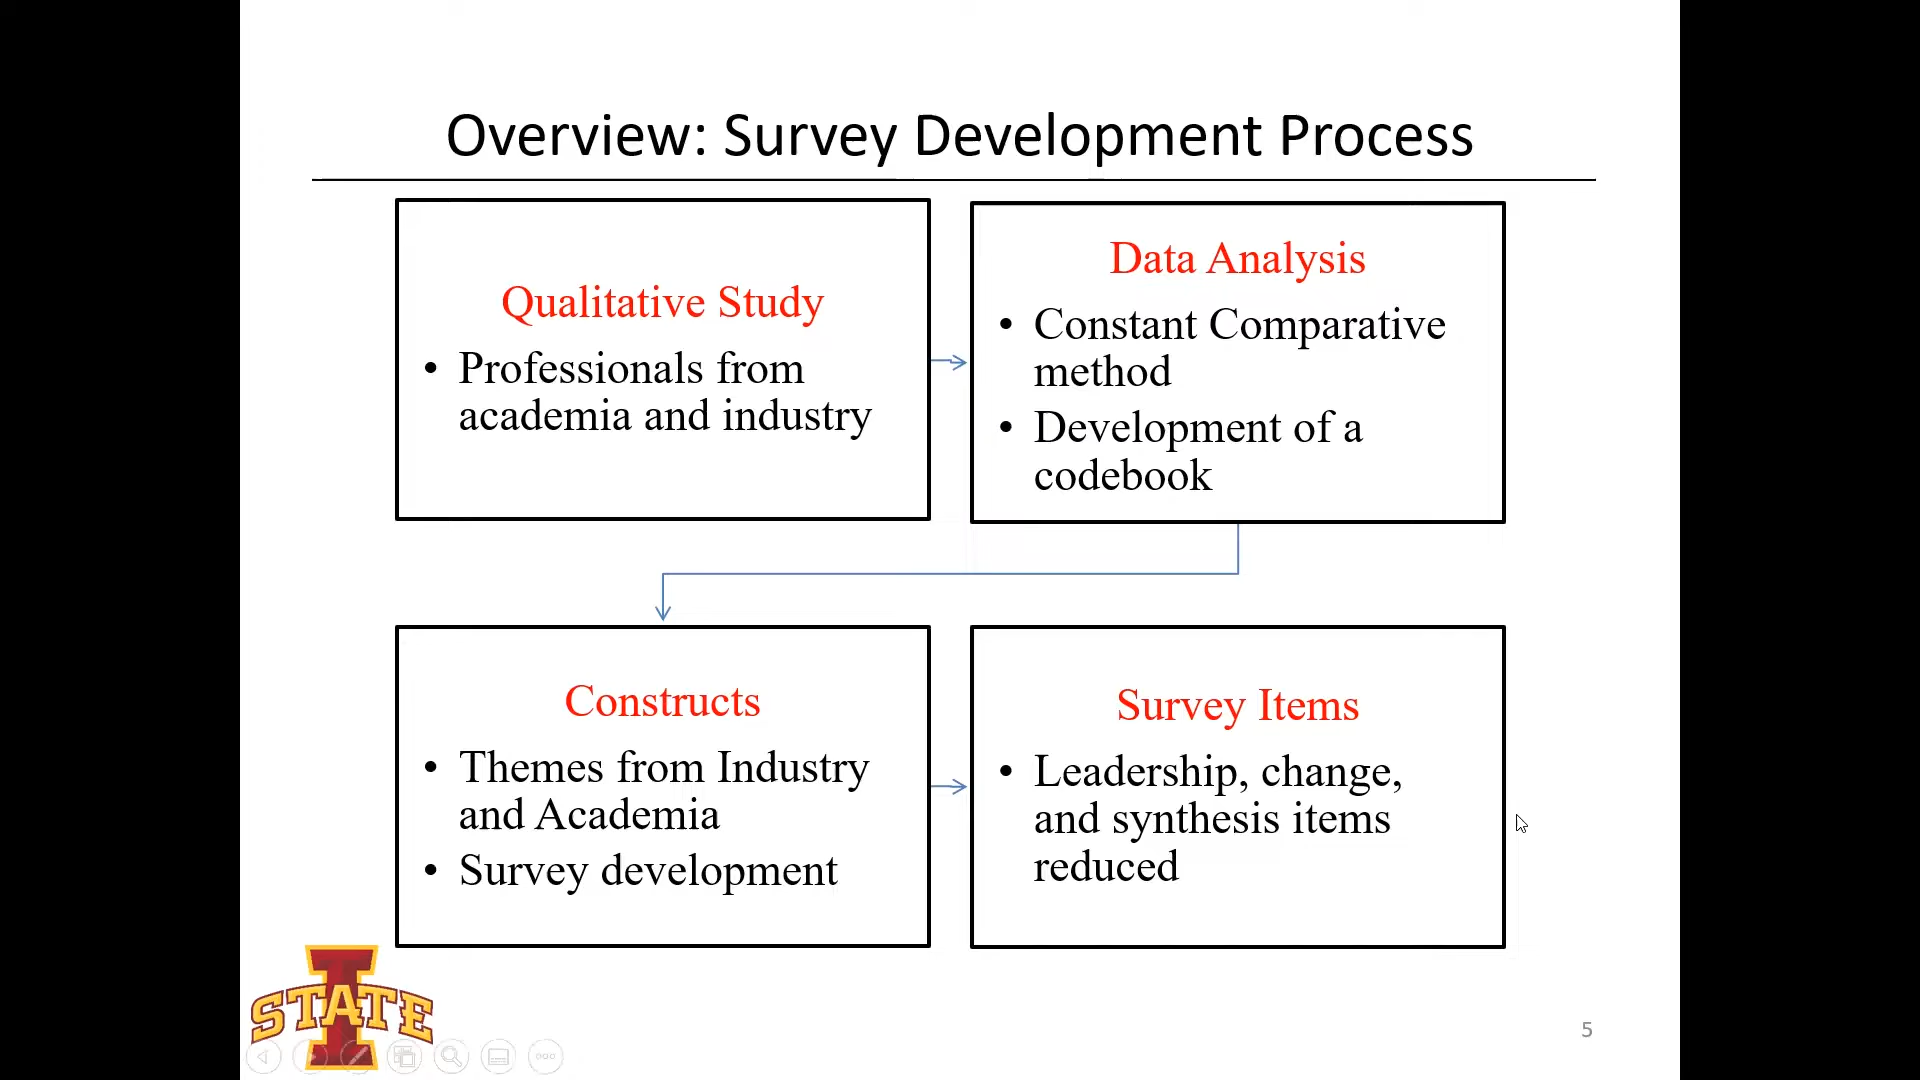 Overview: Survey Development Process
Qualitative Study
• Professionals from
academia and industry
Data Analysis
• Constant Comparative
method
• Development of a
codebook
Constructs
• Themes from Industry
and Academia
• Survey development
Survey Items
• Leadership, change,
and synthesis items
reduced
I
STATE
5